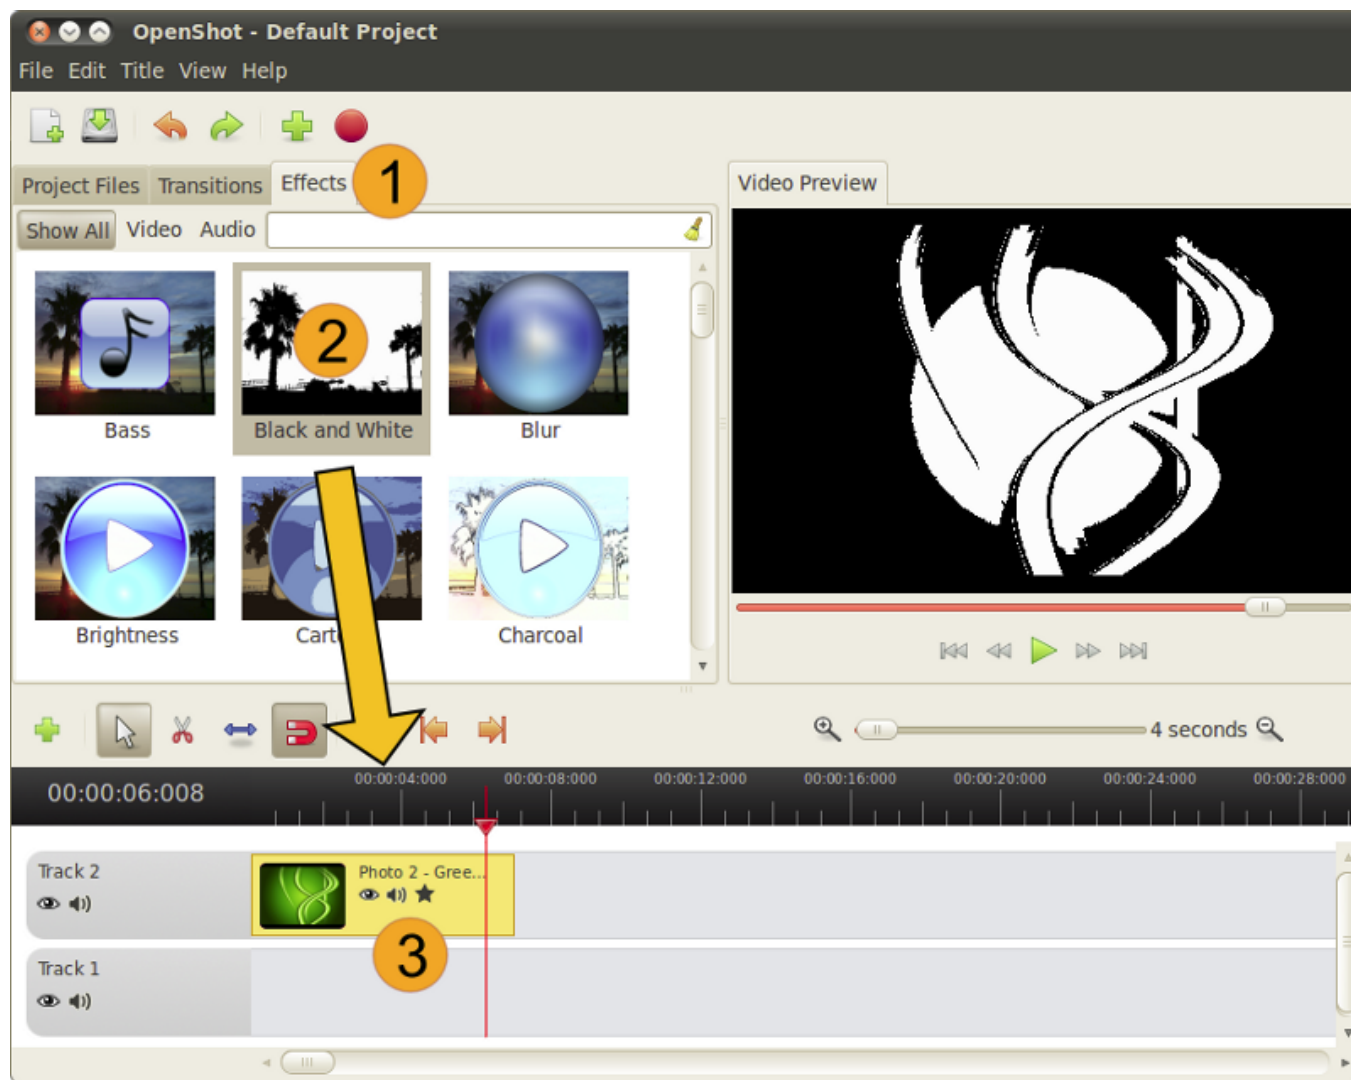 OpenShot - Default Project
File Edit Title View Help
Project Files Transitions Effects 1
Video Preview
Show All Video Audio
2
Bass Black and White Blur
Brightness Charcoal
4 seconds
00:00:06:008
00:00:04:000 00:00:08:000 00:00:12:000 00:00:16:000 00:00:20:000 00:00:24:000 00:00:28:000
Track 2
Photo 2 - Gree...
3
Track 1